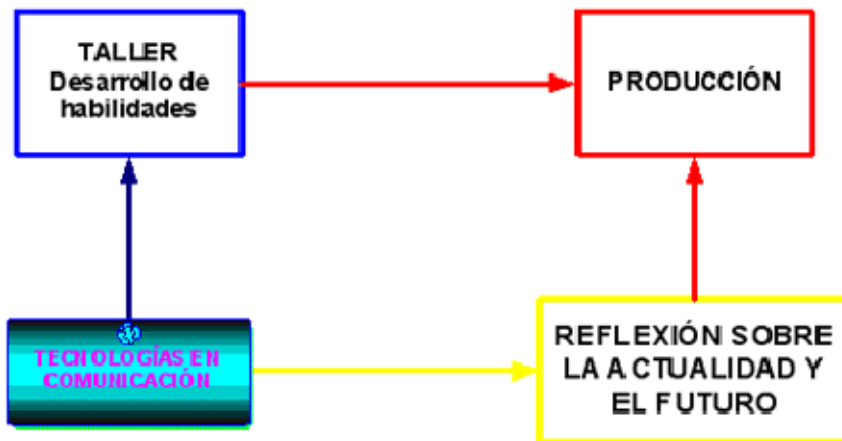 TALLER
Desarrollo de
habilidades
PRODUCCIÓN
TECNOLOGÍAS EN
COMUNICACIÓN
REFLEXIÓN SOBRE
LA ACTUALIDAD Y
EL FUTURO